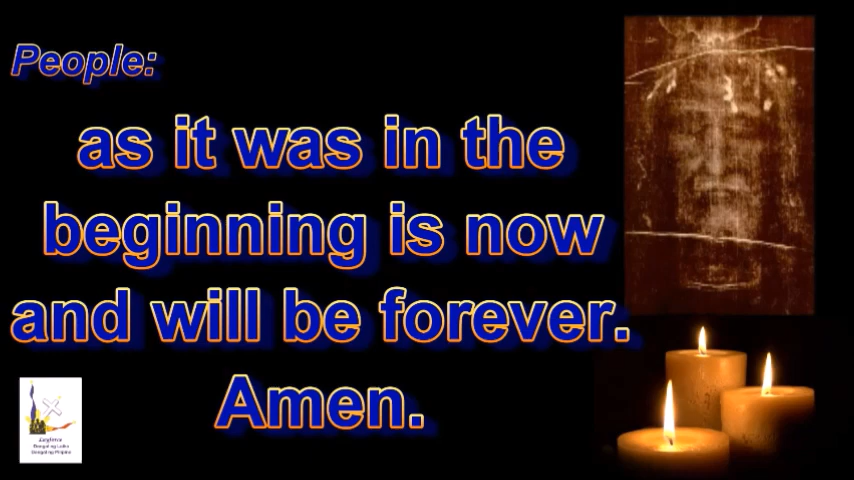 People:
as it was in the
beginning is now
and will be forever.
Amen.